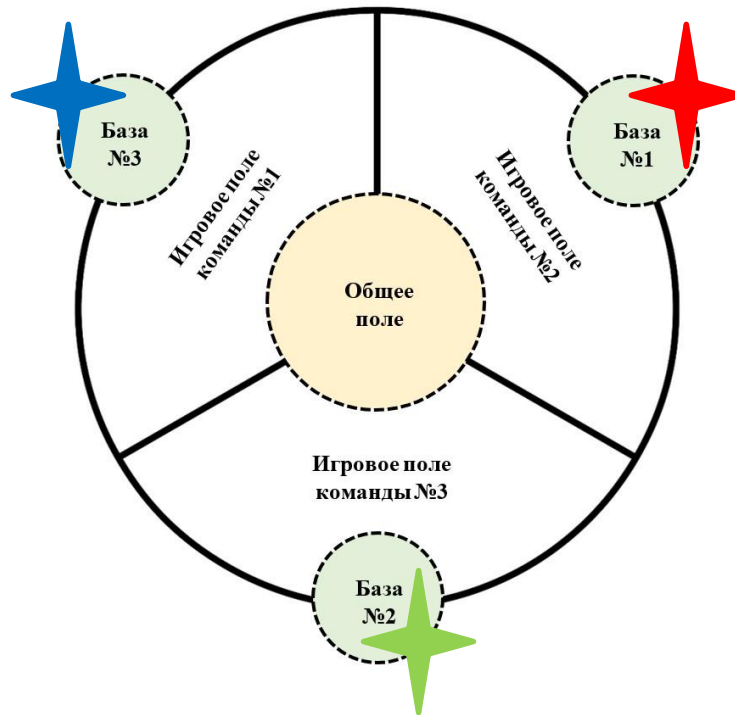 База
№3
База
№1
Игровое поле
команды №1
Игровое поле
команды №2
Общее
поле
Игровое поле
команды №3
База
№2